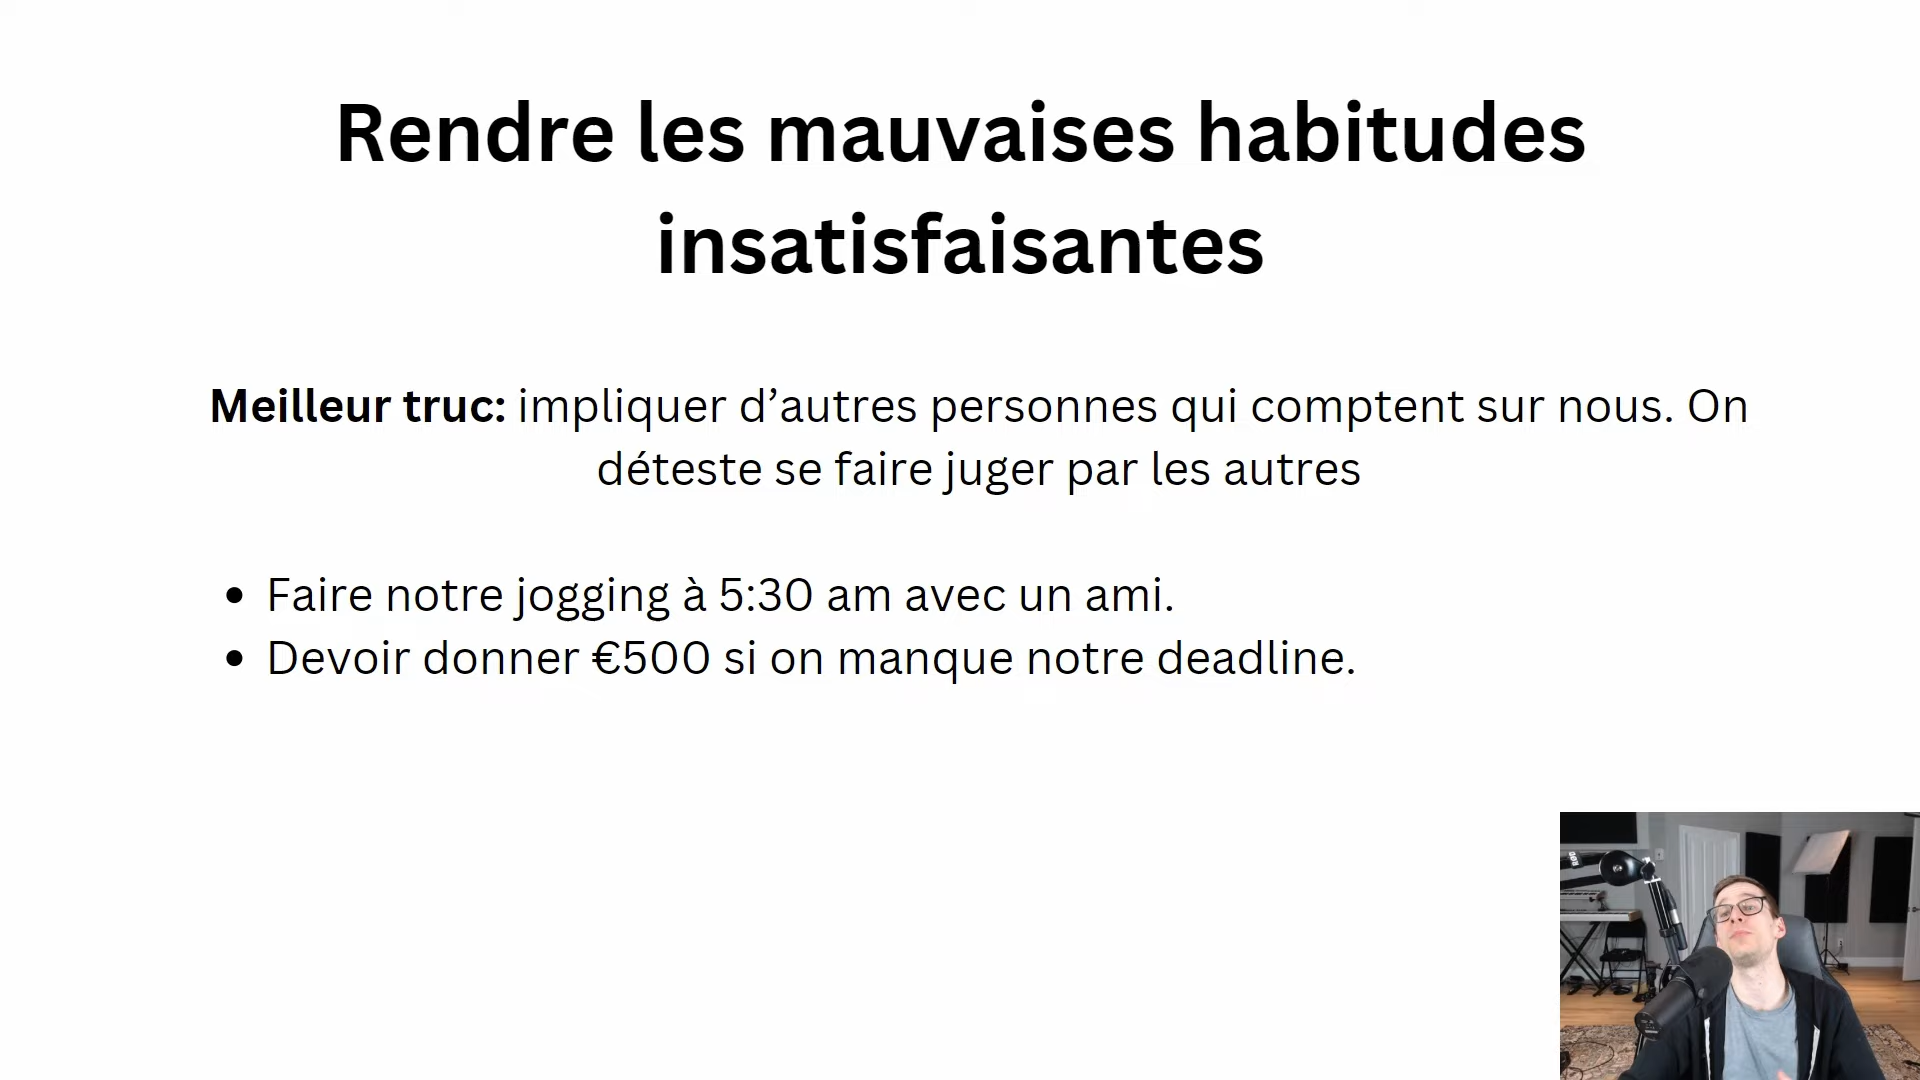 Rendre les mauvaises habitudes
insatisfaisantes
Meilleur truc: impliquer d’autres personnes qui comptent sur nous. On
déteste se faire juger par les autres
• Faire notre jogging à 5:30 am avec un ami.
• Devoir donner €500 si on manque notre deadline.
RØDE